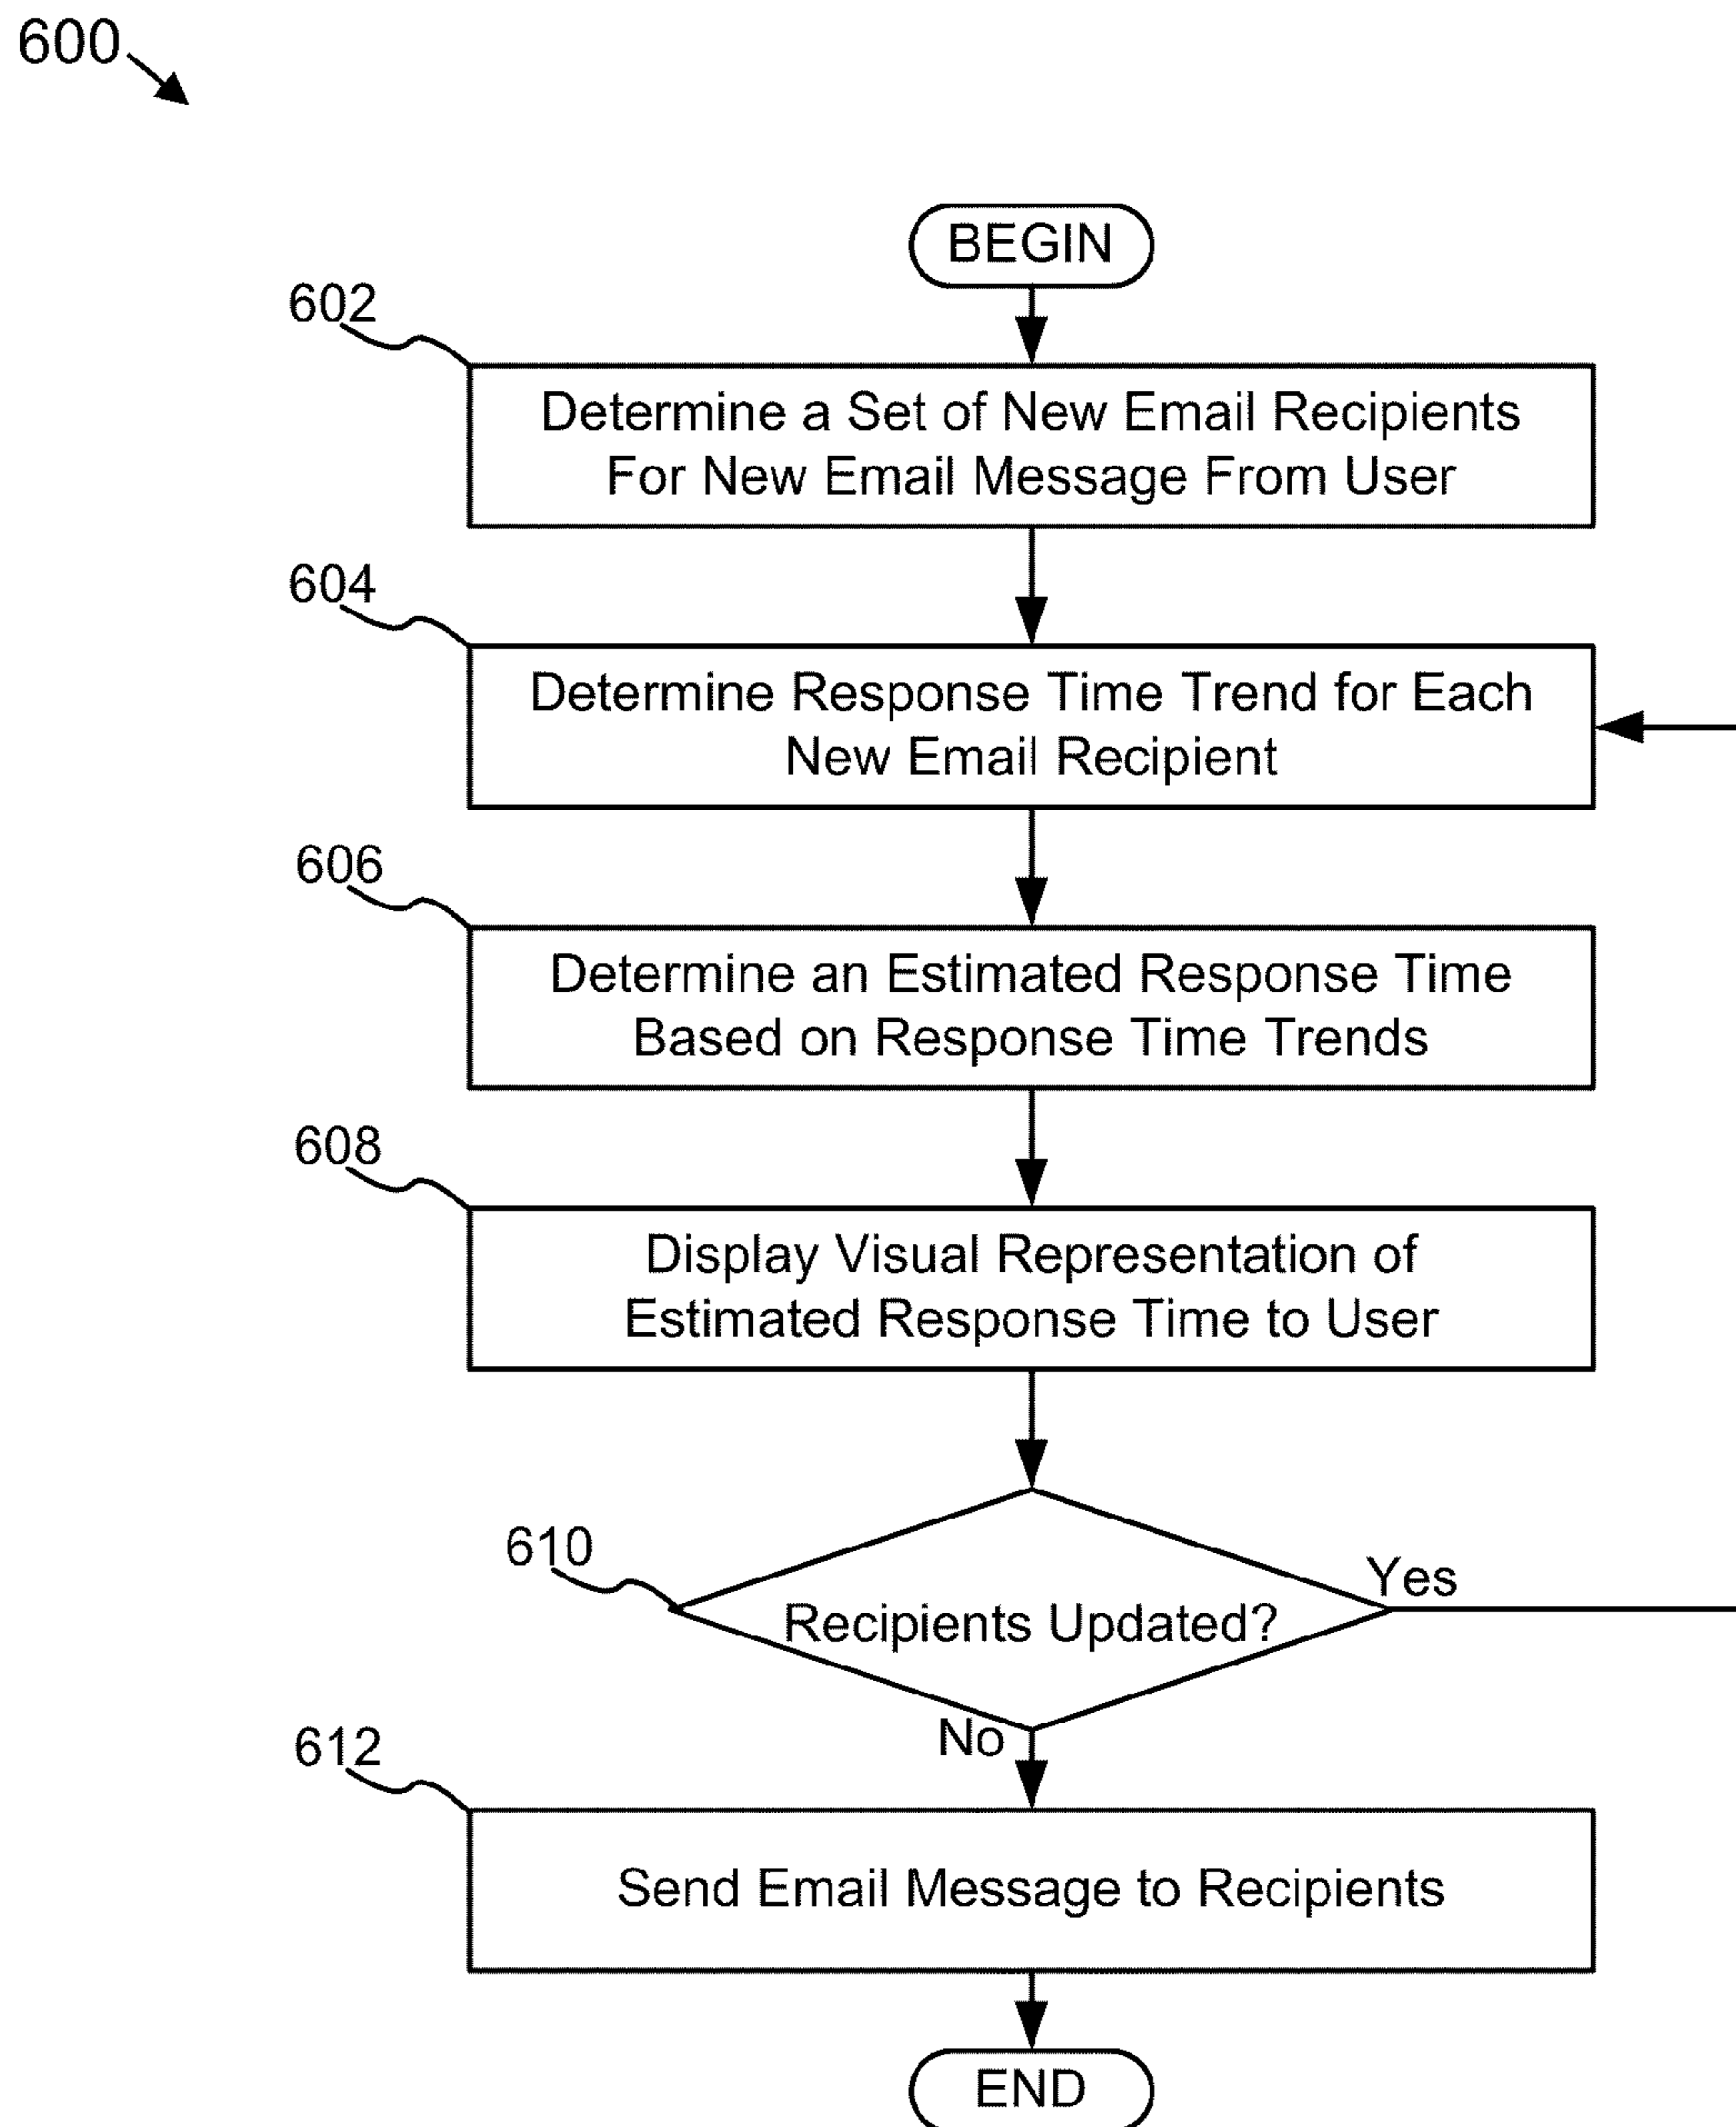 600
BEGIN
602
Determine a Set of New Email Recipients
For New Email Message From User
604
Determine Response Time Trend for Each
New Email Recipient
606
Determine an Estimated Response Time
Based on Response Time Trends
608
Display Visual Representation of
Estimated Response Time to User
610
Recipients Updated?
Yes
No
612
Send Email Message to Recipients
END